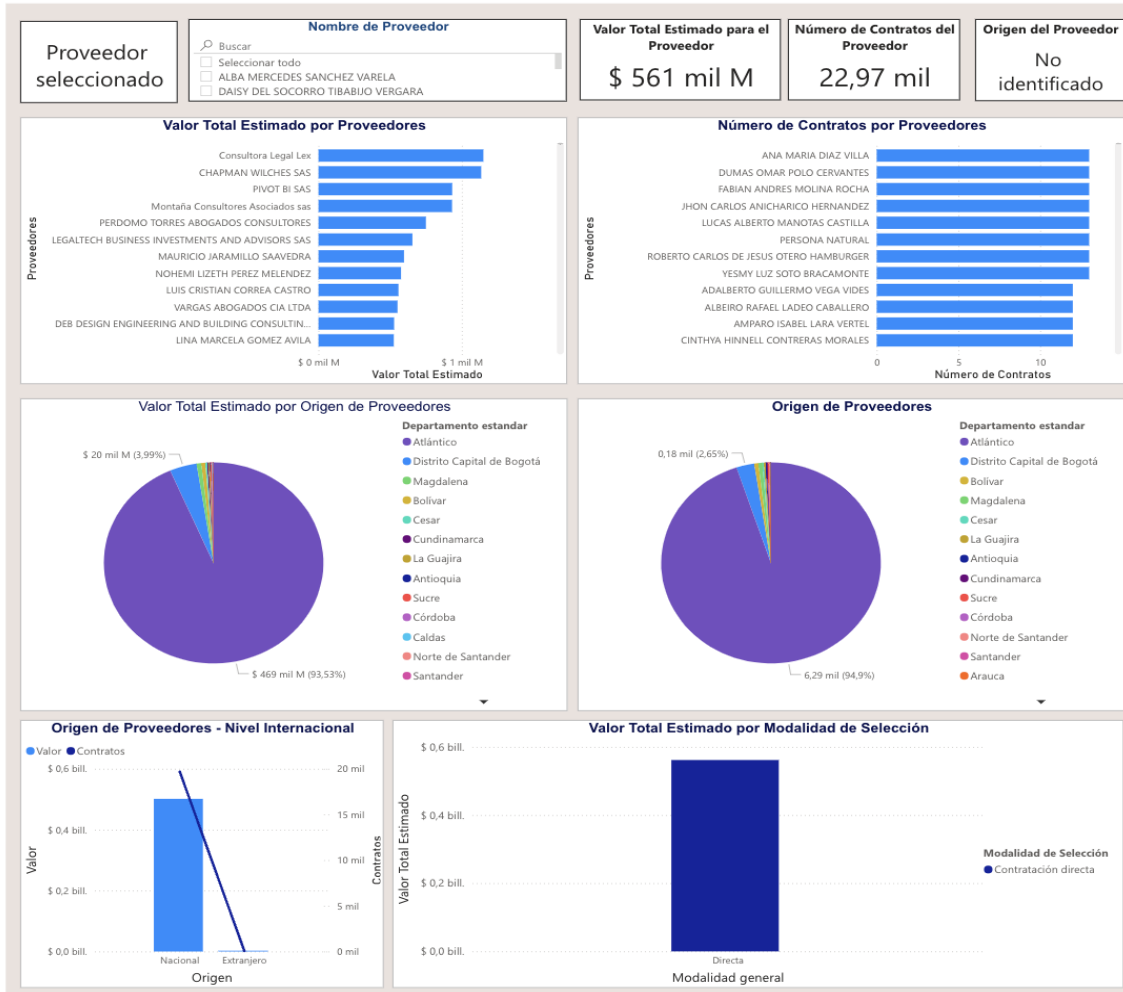 Proveedor
seleccionado
Nombre de Proveedor
Buscar
Seleccionar todo
ALBA MERCEDES SANCHEZ VARELA
DAISY DEL SOCORRO TIBABIJO VERGARA
Valor Total Estimado para el
Proveedor
$ 561 mil M
Número de Contratos del
Proveedor
22,97 mil
Origen del Proveedor
No
identificado
Valor Total Estimado por Proveedores
Proveedores
Consultora Legal Lex
CHAPMAN WILCHES SAS
PIVOT BI SAS
Montaña Consultores Asociados sas
PERDOMO TORRES ABOGADOS CONSULTORES
LEGALTECH BUSINESS INVESTMENTS AND ADVISORS SAS
MAURICIO JARAMILLO SAAVEDRA
NOHEMI LIZETH PEREZ MELENDEZ
LUIS CRISTIAN CORREA CASTRO
VARGAS ABOGADOS CIA LTDA
DEB DESIGN ENGINEERING AND BUILDING CONSULTIN...
LINA MARCELA GOMEZ AVILA
$ 0 mil M
$ 1 mil M
Valor Total Estimado
Número de Contratos por Proveedores
Proveedores
ANA MARIA DIAZ VILLA
DUMAS OMAR POLO CERVANTES
FABIAN ANDRES MOLINA ROCHA
JHON CARLOS ANICHARICO HERNANDEZ
LUCAS ALBERTO MANOTAS CASTILLA
PERSONA NATURAL
ROBERTO CARLOS DE JESUS OTERO HAMBURGER
YESMY LUZ SOTO BRACAMONTE
ADALBERTO GUILLERMO VEGA VIDES
ALBEIRO RAFAEL LADEO CABALLERO
AMPARO ISABEL LARA VERTEL
CINTHYA HINNELL CONTRERAS MORALES
0
5
10
Número de Contratos
Valor Total Estimado por Origen de Proveedores
$ 20 mil M (3,99%)
$ 469 mil M (93,53%)
Departamento estandar
Atlántico
Distrito Capital de Bogotá
Magdalena
Bolívar
Cesar
Cundinamarca
La Guajira
Antioquia
Sucre
Córdoba
Caldas
Norte de Santander
Santander
Origen de Proveedores
0,18 mil (2,65%)
6,29 mil (94,9%)
Departamento estandar
Atlántico
Distrito Capital de Bogotá
Bolívar
Magdalena
Cesar
La Guajira
Antioquia
Cundinamarca
Sucre
Córdoba
Norte de Santander
Santander
Arauca
Origen de Proveedores - Nivel Internacional
Valor Contratos
Valor
$ 0,6 bill.
$ 0,4 bill.
$ 0,2 bill.
$ 0,0 bill.
20 mil
15 mil
10 mil
5 mil
0 mil
Contratos
Nacional
Extranjero
Origen
Valor Total Estimado por Modalidad de Selección
Valor Total Estimado
$ 0,6 bill.
$ 0,4 bill.
$ 0,2 bill.
$ 0,0 bill.
Directa
Modalidad general
Modalidad de Selección
Contratación directa